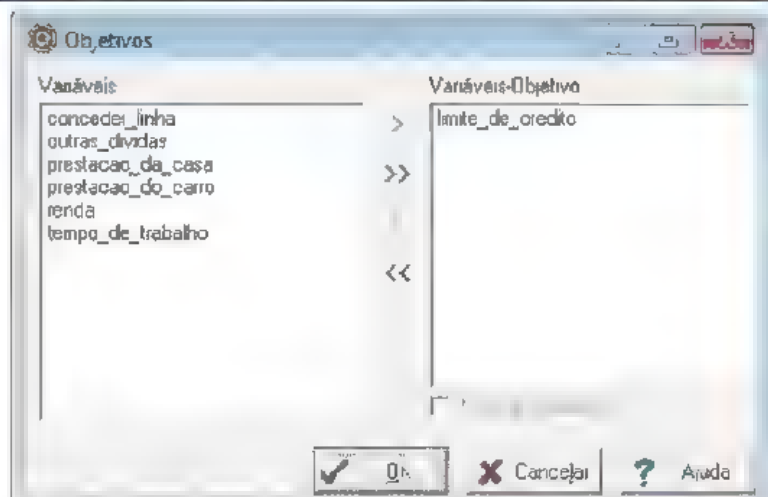 Objetivos
Variáveis
conceder_linha
outras_dividas
prestacao_da_casa
prestacao_do_carro
renda
tempo_de_trabalho
>
>>
<<
Variáveis-Objetivo
limite_de_credito
Ok
Cancelar
? Ajuda